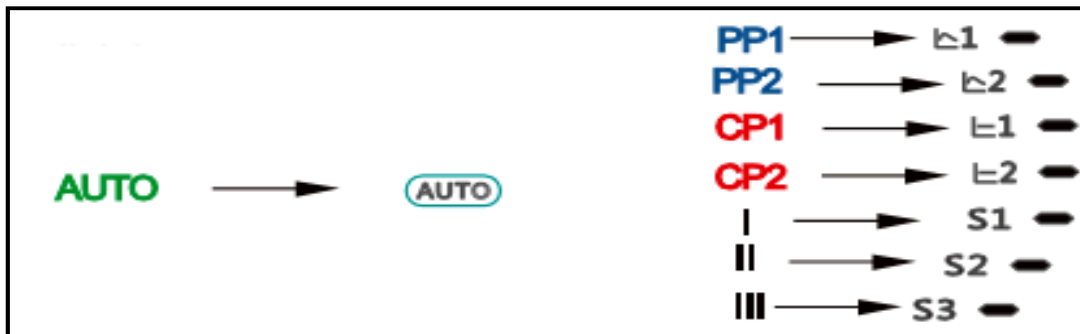 PP1 1
PP2 2
CP1 1
AUTO AUTO CP2 2
I S1
II S2
III S3